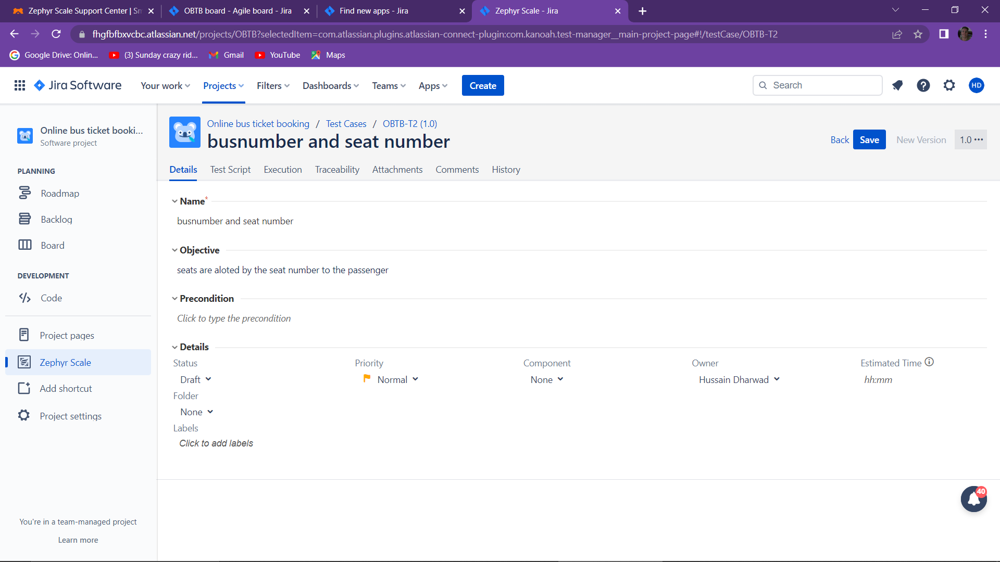 Zephyr Scale Support Center | Sm
OBTB board - Agile board - Jira
Find new apps - Jira
Zephyr Scale - Jira
fhgfbfbxvcbc.atlassian.net/projects/OBTB?selectedItem=com.atlassian.plugins.atlassian-connect-plugin:com.kanoah.test-manager__main-project-page#!/testCase/OBTB-T2
Google Drive: Onlin...
(3) Sunday crazy rid...
Gmail
YouTube
Maps
Jira Software
Your work
Projects
Filters
Dashboards
Teams
Apps
Create
Search
HD
Online bus ticket booki...
Software project
PLANNING
Roadmap
Backlog
Board
DEVELOPMENT
Code
Project pages
Zephyr Scale
Add shortcut
Project settings
You're in a team-managed project
Learn more
Online bus ticket booking / Test Cases / OBTB-T2 (1.0)
busnumber and seat number
Back
Save
New Version
1.0 •••
Details
Test Script
Execution
Traceability
Attachments
Comments
History
Name*
busnumber and seat number
Objective
seats are aloted by the seat number to the passenger
Precondition
Click to type the precondition
Details
Status
Priority
Component
Owner
Estimated Time
Draft
Normal
None
Hussain Dharwad
hh:mm
Folder
None
Labels
Click to add labels
40